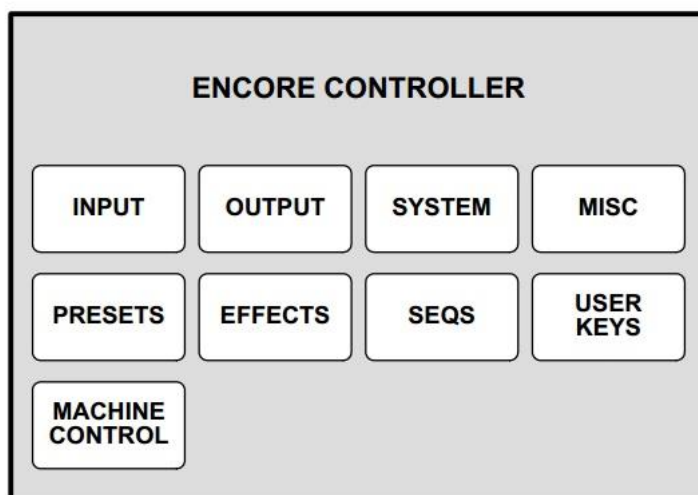 ENCORE CONTROLLER
INPUT
OUTPUT
SYSTEM
MISC
PRESETS
EFFECTS
SEQS
USER
KEYS
MACHINE
CONTROL